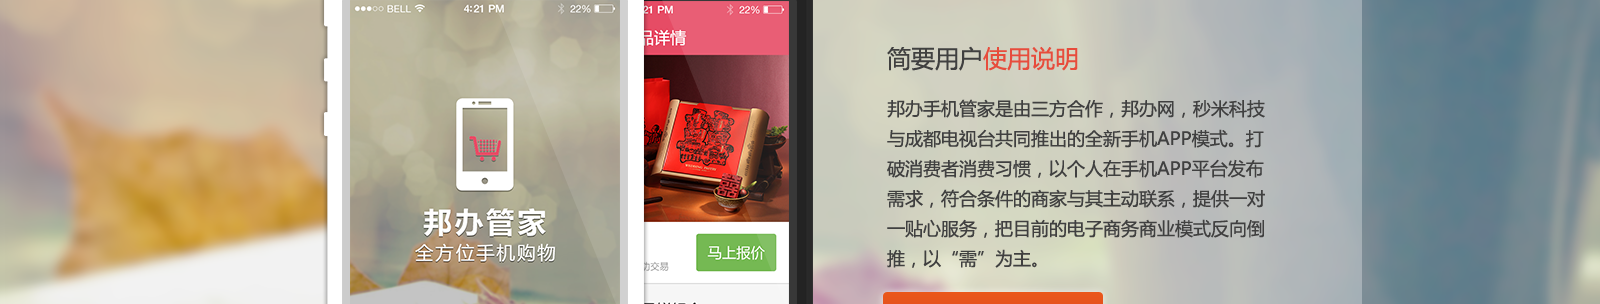 BELL 4:21 PM 22%
邦办管家
全方位手机购物
21 PM 22%
品详情
马上报价
功交易
简要用户使用说明
邦办手机管家是由三方合作，邦办网，秒米科技
与成都电视台共同推出的全新手机APP模式。打
破消费者消费习惯，以个人在手机APP平台发布
需求，符合条件的商家与其主动联系，提供一对
一贴心服务，把目前的电子商务商业模式反向倒
推，以“需”为主。